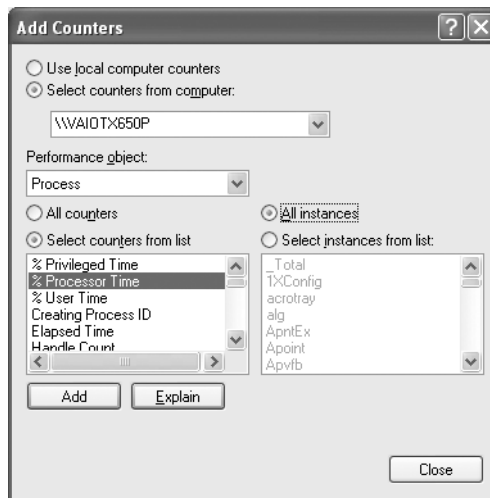 Add Counters
Use local computer counters
Select counters from computer:
\\VAIOTX650P
Performance object:
Process
All counters
All instances
Select counters from list
Select instances from list:
% Privileged Time
% Processor Time
% User Time
Creating Process ID
Elapsed Time
Handle Count
_Total
1XConfig
acrotray
alg
ApntEx
Apoint
Apvfb
Add
Explain
Close